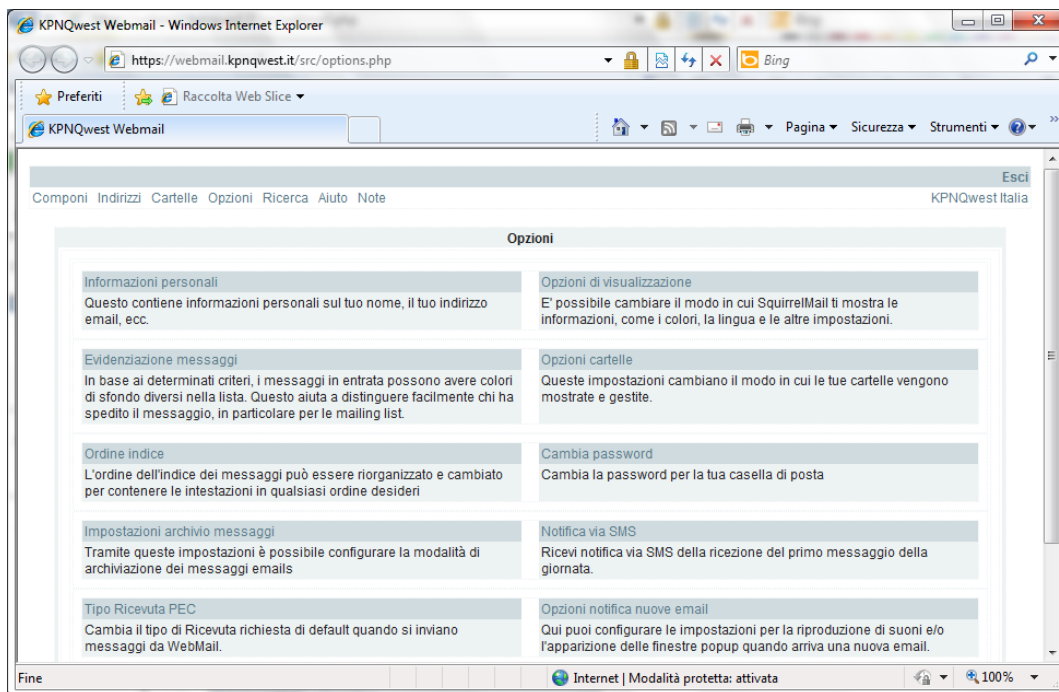 KPNQwest Webmail - Windows Internet Explorer
https://webmail.kpnqwest.it/src/options.php
Bing
Preferiti Raccolta Web Slice
KPNQwest Webmail
Pagina Sicurezza Strumenti
Esci
Componi Indirizzi Cartelle Opzioni Ricerca Aiuto Note KPNQwest Italia
Opzioni
Informazioni personali
Questo contiene informazioni personali sul tuo nome, il tuo indirizzo
email, ecc.
Opzioni di visualizzazione
E' possibile cambiare il modo in cui SquirrelMail ti mostra le
informazioni, come i colori, la lingua e le altre impostazioni.
Evidenziazione messaggi
In base ai determinati criteri, i messaggi in entrata possono avere colori
di sfondo diversi nella lista. Questo aiuta a distinguere facilmente chi ha
spedito il messaggio, in particolare per le mailing list.
Opzioni cartelle
Queste impostazioni cambiano il modo in cui le tue cartelle vengono
mostrate e gestite.
Ordine indice
L'ordine dell'indice dei messaggi può essere riorganizzato e cambiato
per contenere le intestazioni in qualsiasi ordine desideri
Cambia password
Cambia la password per la tua casella di posta
Impostazioni archivio messaggi
Tramite queste impostazioni è possibile configurare la modalità di
archiviazione dei messaggi emails
Notifica via SMS
Ricevi notifica via SMS della ricezione del primo messaggio della
giornata.
Tipo Ricevuta PEC
Cambia il tipo di Ricevuta richiesta di default quando si inviano
messaggi da WebMail.
Opzioni notifica nuove email
Qui puoi configurare le impostazioni per la riproduzione di suoni e/o
l'apparizione delle finestre popup quando arriva una nuova email.
Fine Internet | Modalità protetta: attivata 100%